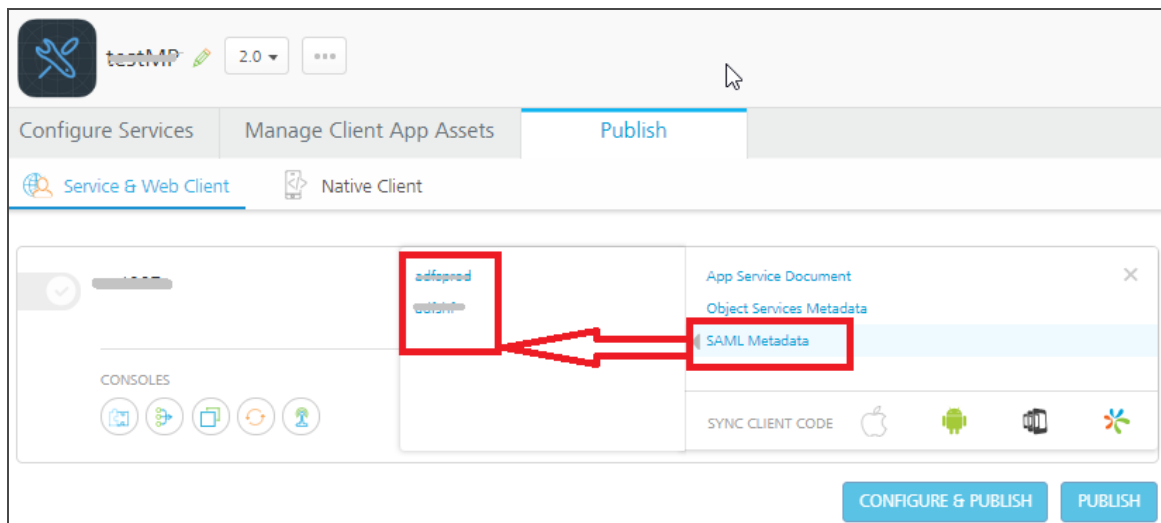 testMP 2.0
Configure Services Manage Client App Assets Publish
Service & Web Client Native Client
adfsprod App Service Document
Object Services Metadata
SAML Metadata
CONSOLES
SYNC CLIENT CODE
CONFIGURE & PUBLISH PUBLISH